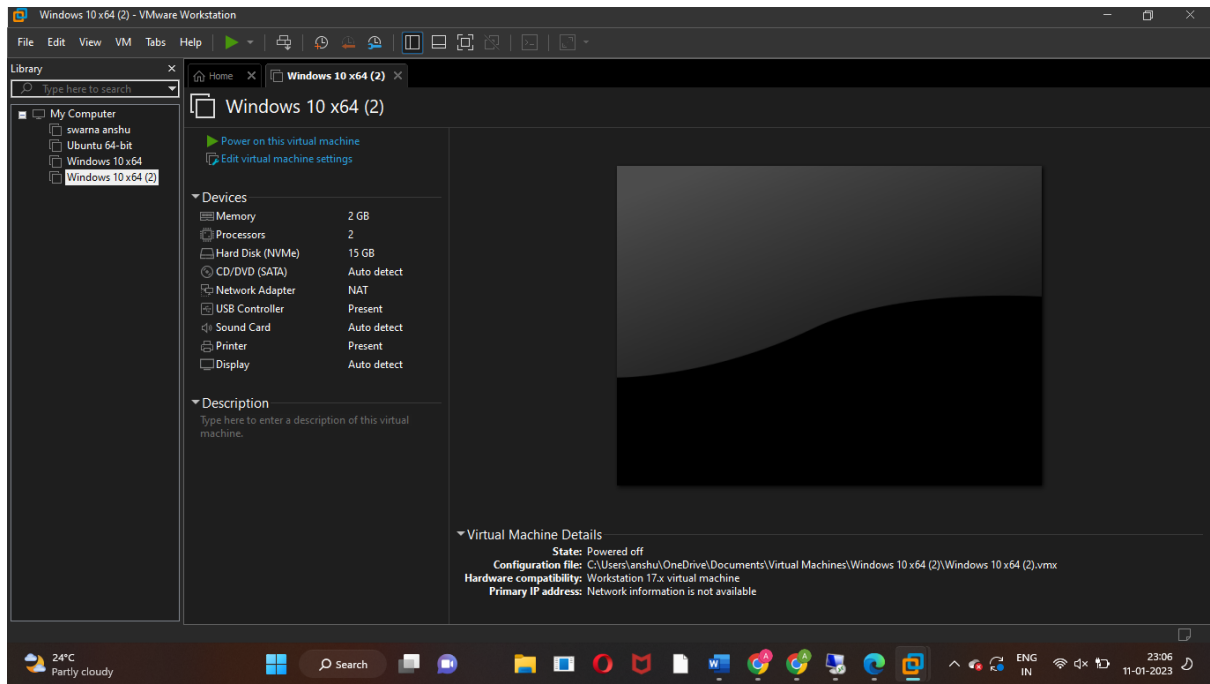 Windows 10 x64 (2) - VMware Workstation
File Edit View VM Tabs Help
Library
Type here to search
My Computer
swarna anshu
Ubuntu 64-bit
Windows 10 x64
Windows 10 x64 (2)
Home Windows 10 x64 (2)
Windows 10 x64 (2)
Power on this virtual machine
Edit virtual machine settings
Devices
Memory 2 GB
Processors 2
Hard Disk (NVMe) 15 GB
CD/DVD (SATA) Auto detect
Network Adapter NAT
USB Controller Present
Sound Card Auto detect
Printer Present
Display Auto detect
Description
Type here to enter a description of this virtual
machine.
Virtual Machine Details
State: Powered off
Configuration file: C:\Users\anshu\OneDrive\Documents\Virtual Machines\Windows 10 x64 (2)\Windows 10 x64 (2).vmx
Hardware compatibility: Workstation 17.x virtual machine
Primary IP address: Network information is not available
24°C
Partly cloudy
Search
ENG
IN
23:06
11-01-2023